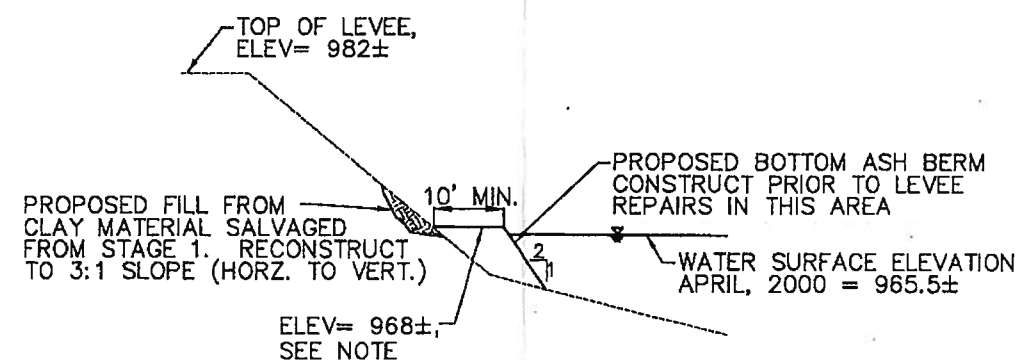 TOP OF LEVEE,
ELEV= 982±
PROPOSED BOTTOM ASH BERM
CONSTRUCT PRIOR TO LEVEE
REPAIRS IN THIS AREA
10' MIN.
PROPOSED FILL FROM
CLAY MATERIAL SALVAGED
FROM STAGE 1. RECONSTRUCT
TO 3:1 SLOPE (HORZ. TO VERT.)
2
1
WATER SURFACE ELEVATION
APRIL, 2000 = 965.5±
ELEV= 968±,
SEE NOTE